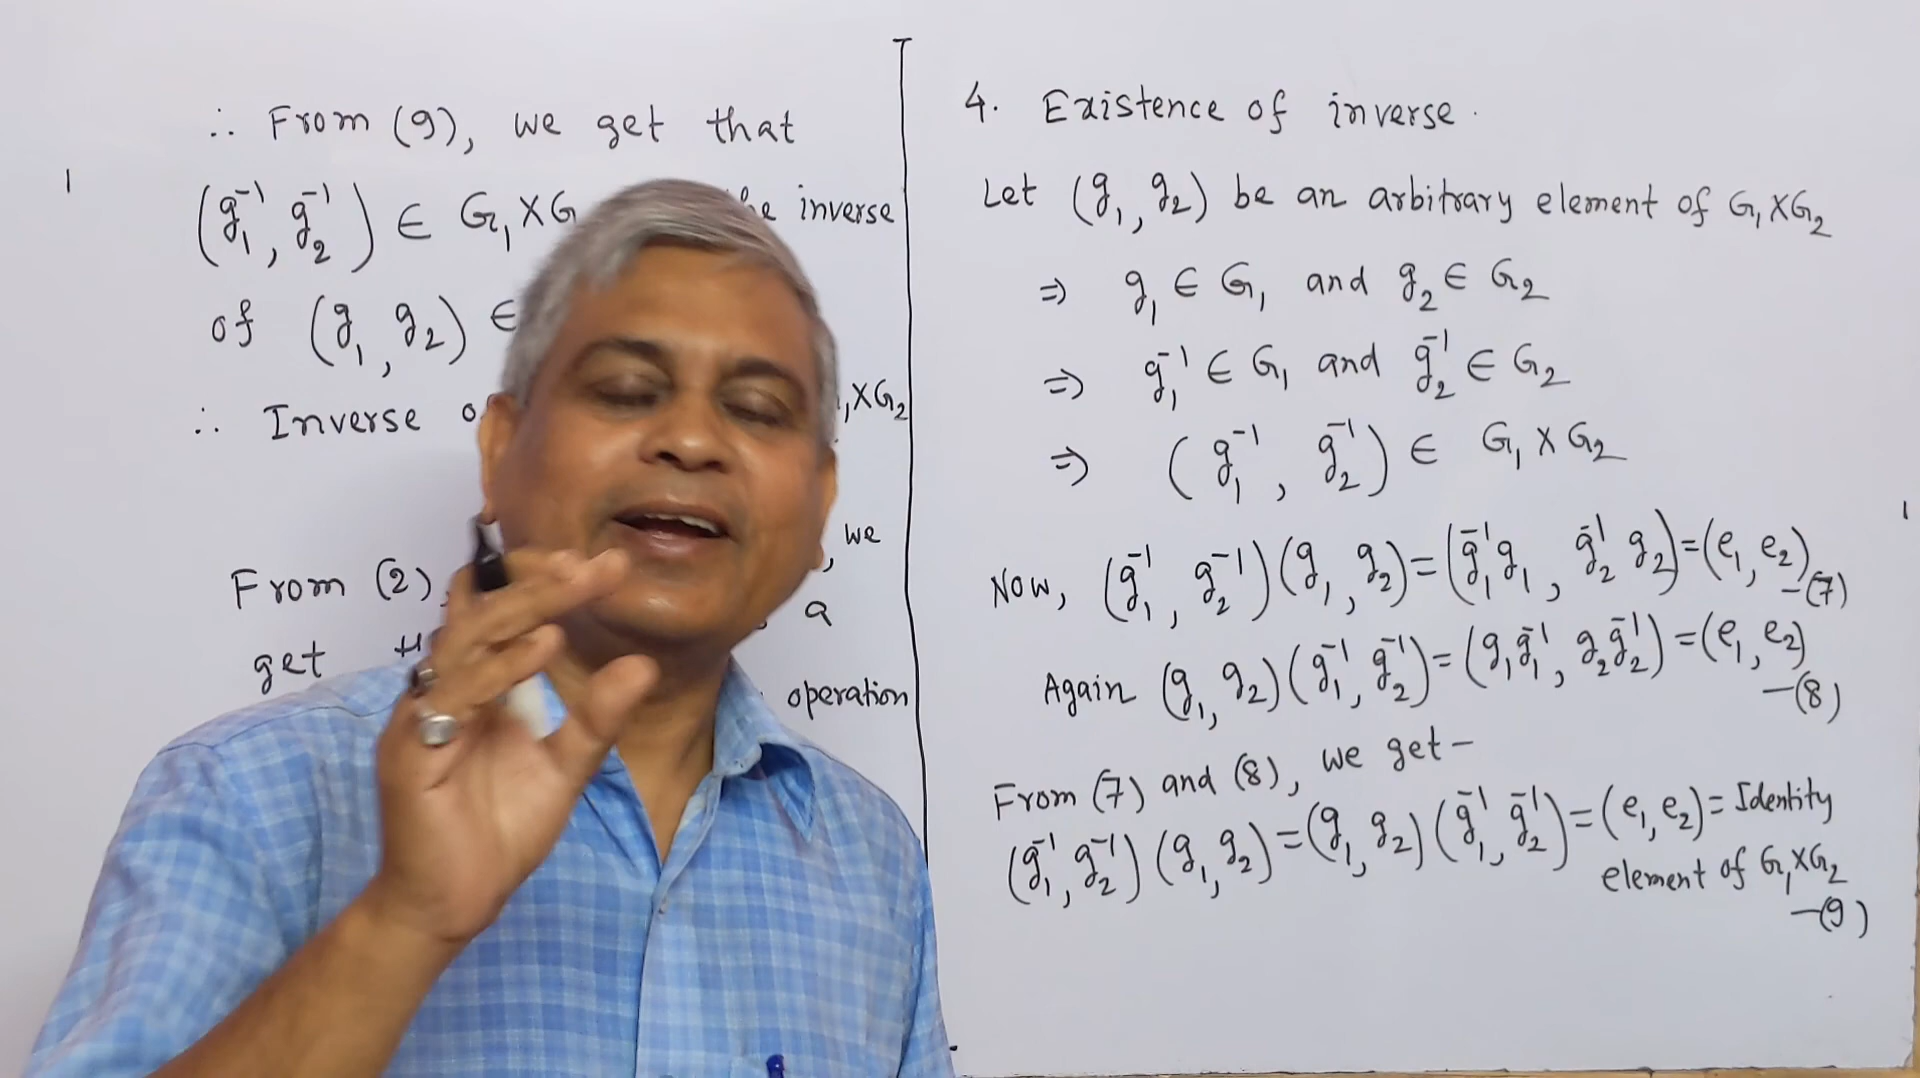 ∴ From (9), we get that
(g₁⁻¹, g₂⁻¹) ∈ G₁×G inverse
of (g₁, g₂) ∈
∴ Inverse ₁×G₂
we
From (2), a
get operation
4. Existence of inverse.
Let (g₁, g₂) be an arbitrary element of G₁×G₂
⇒ g₁ ∈ G₁ and g₂ ∈ G₂
⇒ g₁⁻¹ ∈ G₁ and g₂⁻¹ ∈ G₂
⇒ (g₁⁻¹, g₂⁻¹) ∈ G₁×G₂
Now, (g₁⁻¹, g₂⁻¹)(g₁, g₂) = (g₁⁻¹g₁, g₂⁻¹g₂) = (e₁, e₂) —(7)
Again (g₁, g₂)(g₁⁻¹, g₂⁻¹) = (g₁g₁⁻¹, g₂g₂⁻¹) = (e₁, e₂) —(8)
From (7) and (8), we get—
(g₁⁻¹, g₂⁻¹)(g₁, g₂) = (g₁, g₂)(g₁⁻¹, g₂⁻¹) = (e₁, e₂) = Identity
element of G₁×G₂
—(9)